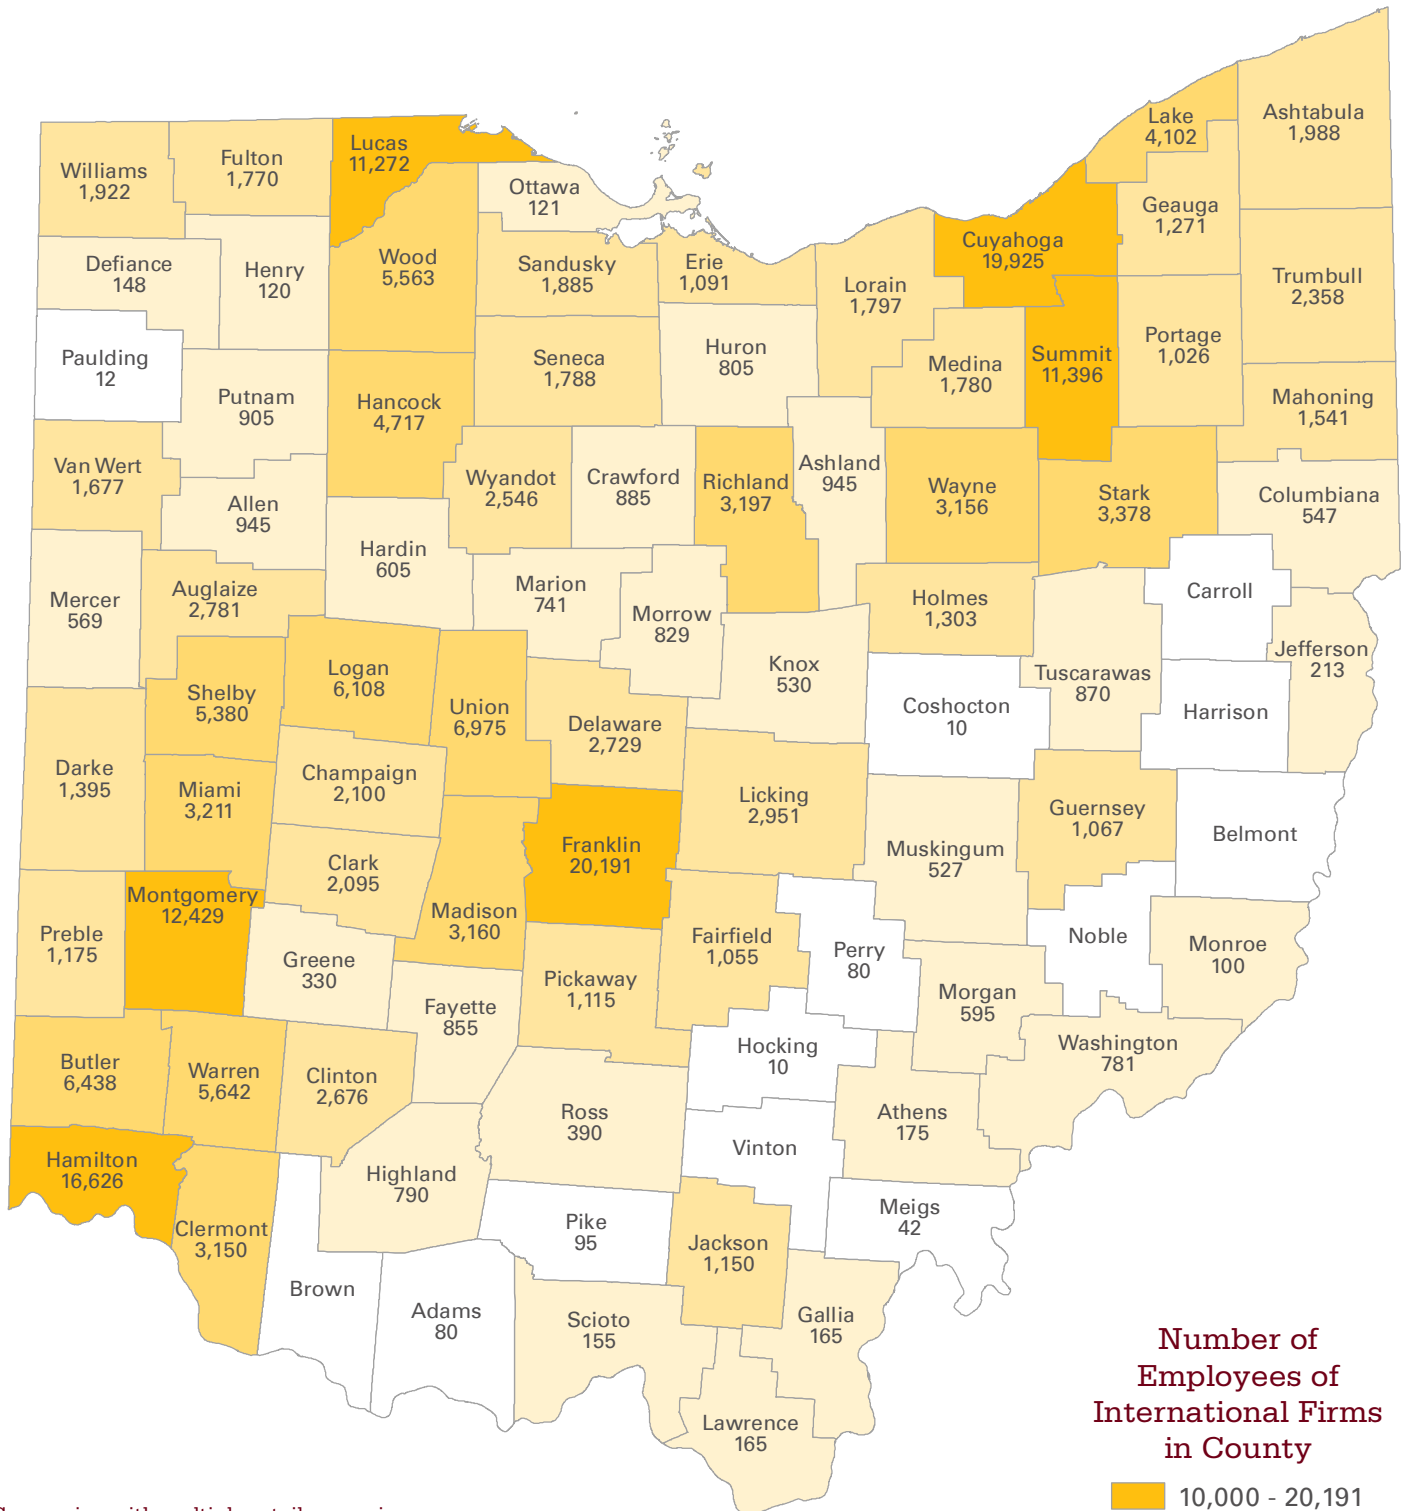 Williams
1,922
Fulton
1,770
Lucas
11,272
Ottawa
121
Lake
4,102
Ashtabula
1,988
Geauga
1,271
Defiance
148
Henry
120
Wood
5,563
Sandusky
1,885
Erie
1,091
Lorain
1,797
Cuyahoga
19,925
Trumbull
2,358
Paulding
12
Putnam
905
Hancock
4,717
Seneca
1,788
Huron
805
Medina
1,780
Summit
11,396
Portage
1,026
Mahoning
1,541
Van Wert
1,677
Allen
945
Wyandot
2,546
Crawford
885
Richland
3,197
Ashland
945
Wayne
3,156
Stark
3,378
Columbiana
547
Mercer
569
Auglaize
2,781
Hardin
605
Marion
741
Morrow
829
Holmes
1,303
Carroll
Jefferson
213
Shelby
5,380
Logan
6,108
Union
6,975
Delaware
2,729
Knox
530
Coshocton
10
Tuscarawas
870
Harrison
Darke
1,395
Miami
3,211
Champaign
2,100
Clark
2,095
Franklin
20,191
Licking
2,951
Muskingum
527
Guernsey
1,067
Belmont
Preble
1,175
Montgomery
12,429
Greene
330
Madison
3,160
Fairfield
1,055
Perry
80
Noble
Monroe
100
Fayette
855
Pickaway
1,115
Morgan
595
Washington
781
Butler
6,438
Warren
5,642
Clinton
2,676
Hocking
10
Athens
175
Ross
390
Vinton
Hamilton
16,626
Clermont
3,150
Highland
790
Pike
95
Jackson
1,150
Meigs
42
Brown
Adams
80
Scioto
155
Gallia
165
Lawrence
165
Number of
Employees of
International Firms
in County
10,000 - 20,191